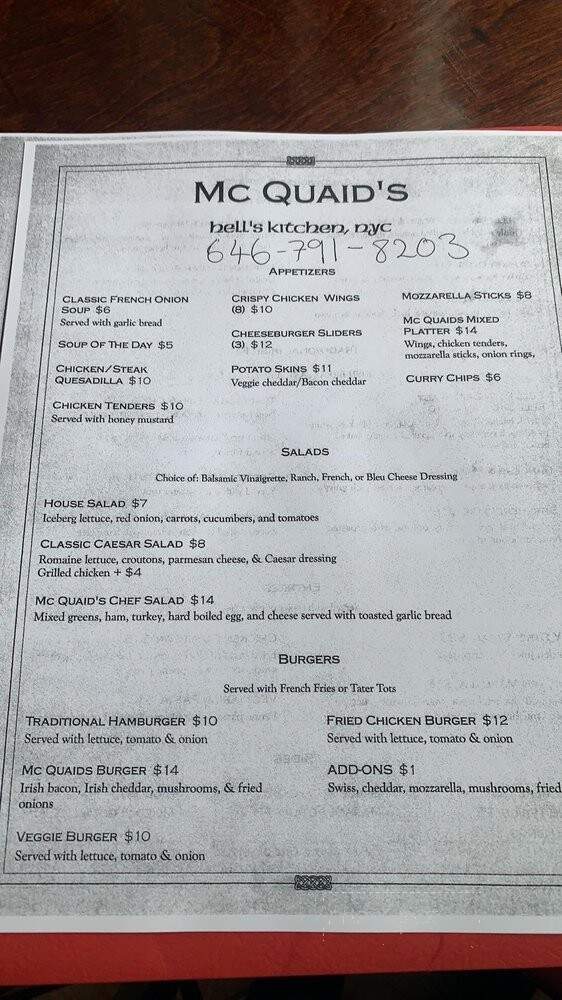 Mc Quaid's
hell's kitchen, nyc
646-791-8203
Appetizers
Classic French Onion
Soup $6
Served with garlic bread
Soup Of The Day $5
Chicken/Steak
Quesadilla $10
Chicken Tenders $10
Served with honey mustard
Crispy Chicken Wings
(8) $10
Cheeseburger Sliders
(3) $12
Potato Skins $11
Veggie cheddar/Bacon cheddar
Mozzarella Sticks $8
Mc Quaids Mixed
Platter $14
Wings, chicken tenders,
mozzarella sticks, onion rings,
Curry Chips $6
Salads
Choice of: Balsamic Vinaigrette, Ranch, French, or Bleu Cheese Dressing
House Salad $7
Iceberg lettuce, red onion, carrots, cucumbers, and tomatoes
Classic Caesar Salad $8
Romaine lettuce, croutons, parmesan cheese, & Caesar dressing
Grilled chicken + $4
Mc Quaid's Chef Salad $14
Mixed greens, ham, turkey, hard boiled egg, and cheese served with toasted garlic bread
Burgers
Served with French Fries or Tater Tots
Traditional Hamburger $10
Served with lettuce, tomato & onion
Mc Quaids Burger $14
Irish bacon, Irish cheddar, mushrooms, & fried
onions
Veggie Burger $10
Served with lettuce, tomato & onion
Fried Chicken Burger $12
Served with lettuce, tomato & onion
ADD-ONS $1
Swiss, cheddar, mozzarella, mushrooms, fried